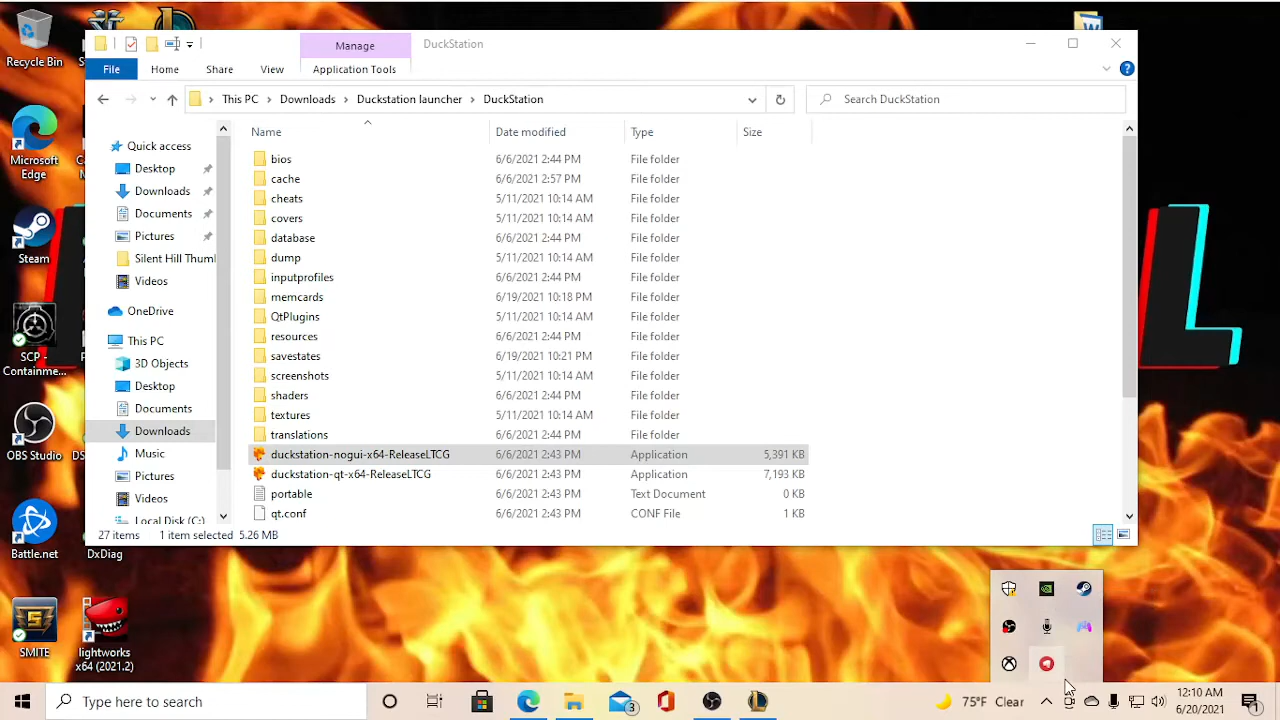 Recycle Bin
Manage
DuckStation
File
Home
Share
View
Application Tools
This PC
Downloads
Duckstation launcher
DuckStation
Search DuckStation
Name
Date modified
Type
Size
Quick access
Desktop
Downloads
Documents
Pictures
Silent Hill Thum
Videos
OneDrive
This PC
3D Objects
Desktop
Documents
Downloads
Music
Pictures
Videos
Local Disk (C:)
bios 6/6/2021 2:44 PM File folder
cache 6/6/2021 2:57 PM File folder
cheats 5/11/2021 10:14 AM File folder
covers 5/11/2021 10:14 AM File folder
database 6/6/2021 2:44 PM File folder
dump 5/11/2021 10:14 AM File folder
inputprofiles 6/6/2021 2:44 PM File folder
memcards 6/19/2021 10:18 PM File folder
QtPlugins 5/11/2021 10:14 AM File folder
resources 6/6/2021 2:44 PM File folder
savestates 6/19/2021 10:21 PM File folder
screenshots 5/11/2021 10:14 AM File folder
shaders 6/6/2021 2:44 PM File folder
textures 5/11/2021 10:14 AM File folder
translations 6/6/2021 2:44 PM File folder
duckstation-nogui-x64-ReleaseLTCG 6/6/2021 2:43 PM Application 5,391 KB
duckstation-qt-x64-ReleaseLTCG 6/6/2021 2:43 PM Application 7,193 KB
portable 6/6/2021 2:43 PM Text Document 0 KB
qt.conf 6/6/2021 2:43 PM CONF File 1 KB
27 items 1 item selected 5.26 MB
Microsoft
Edge
Steam
SCP -
Containme...
OBS Studio
Battle.net
DxDiag
SMITE
lightworks
x64 (2021.2)
L
Type here to search
3
75°F Clear
12:10 AM
6/20/2021
1